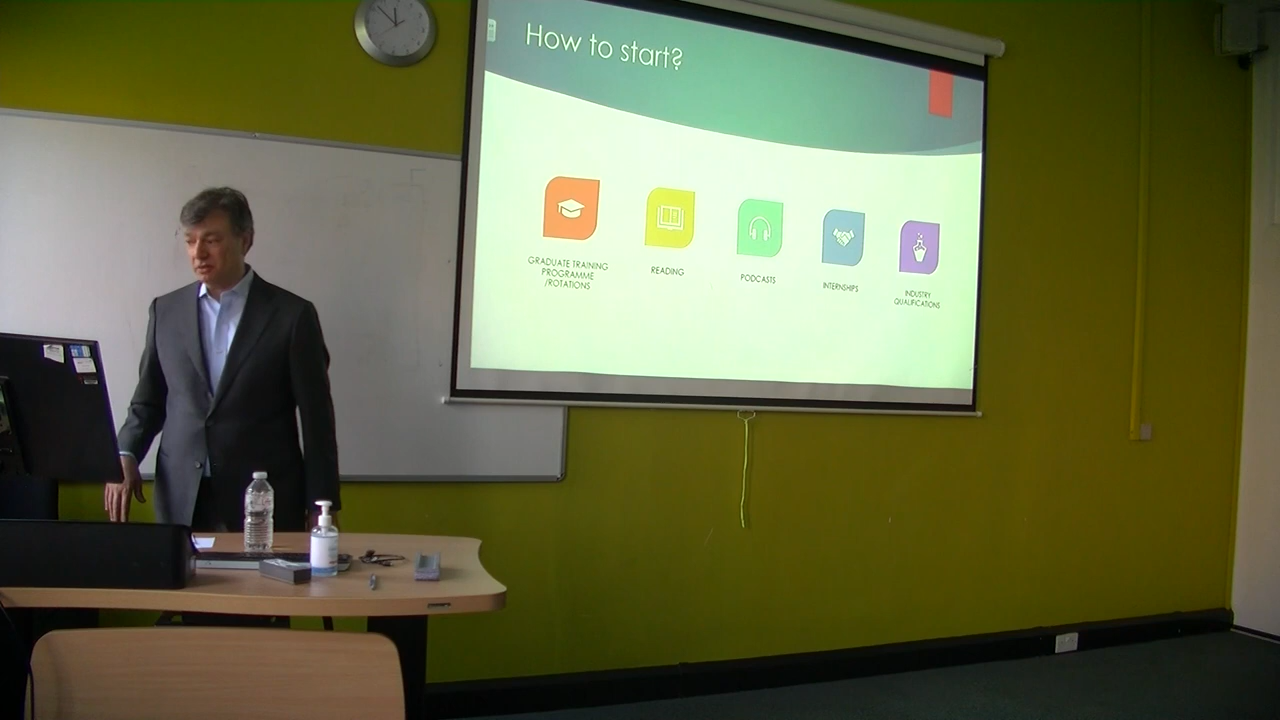 How to start?
GRADUATE TRAINING
PROGRAMME
/ROTATIONS
READING
PODCASTS
INTERNSHIPS
INDUSTRY
QUALIFICATIONS